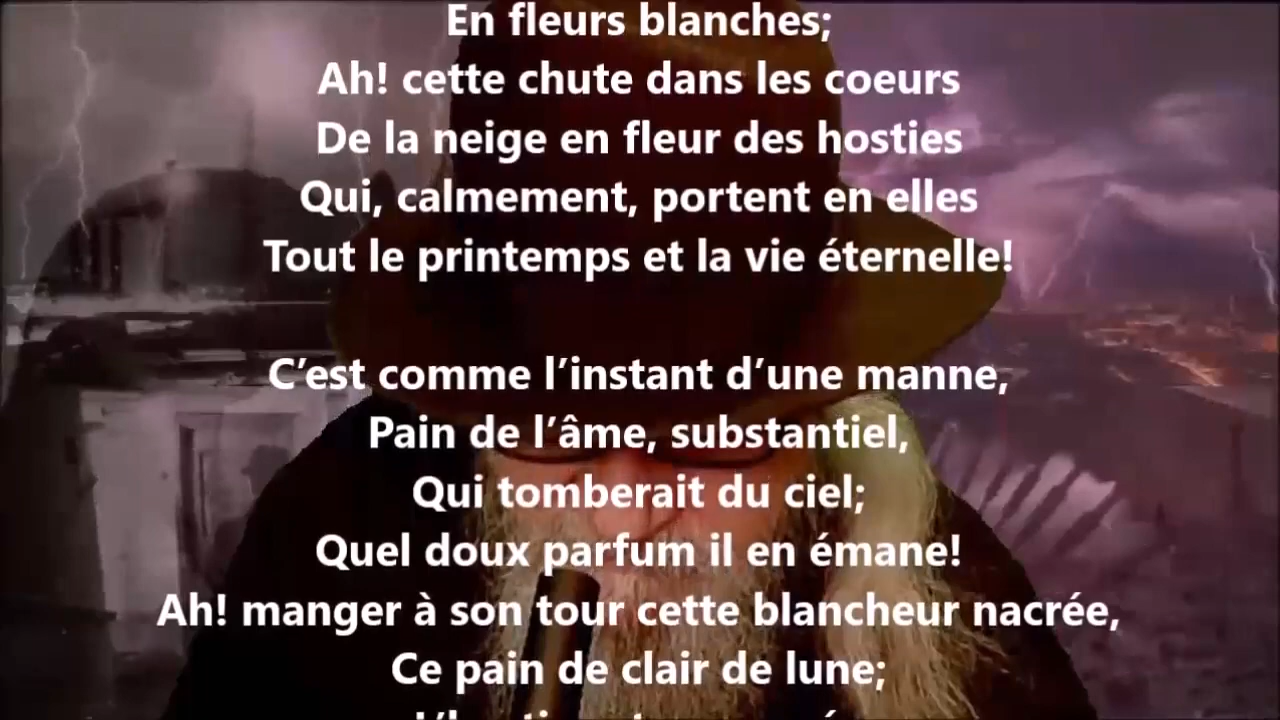 En fleurs blanches;
Ah! cette chute dans les coeurs
De la neige en fleur des hosties
Qui, calmement, portent en elles
Tout le printemps et la vie éternelle!
C’est comme l’instant d’une manne,
Pain de l’âme, substantiel,
Qui tomberait du ciel;
Quel doux parfum il en émane!
Ah! manger à son tour cette blancheur nacrée,
Ce pain de clair de lune;